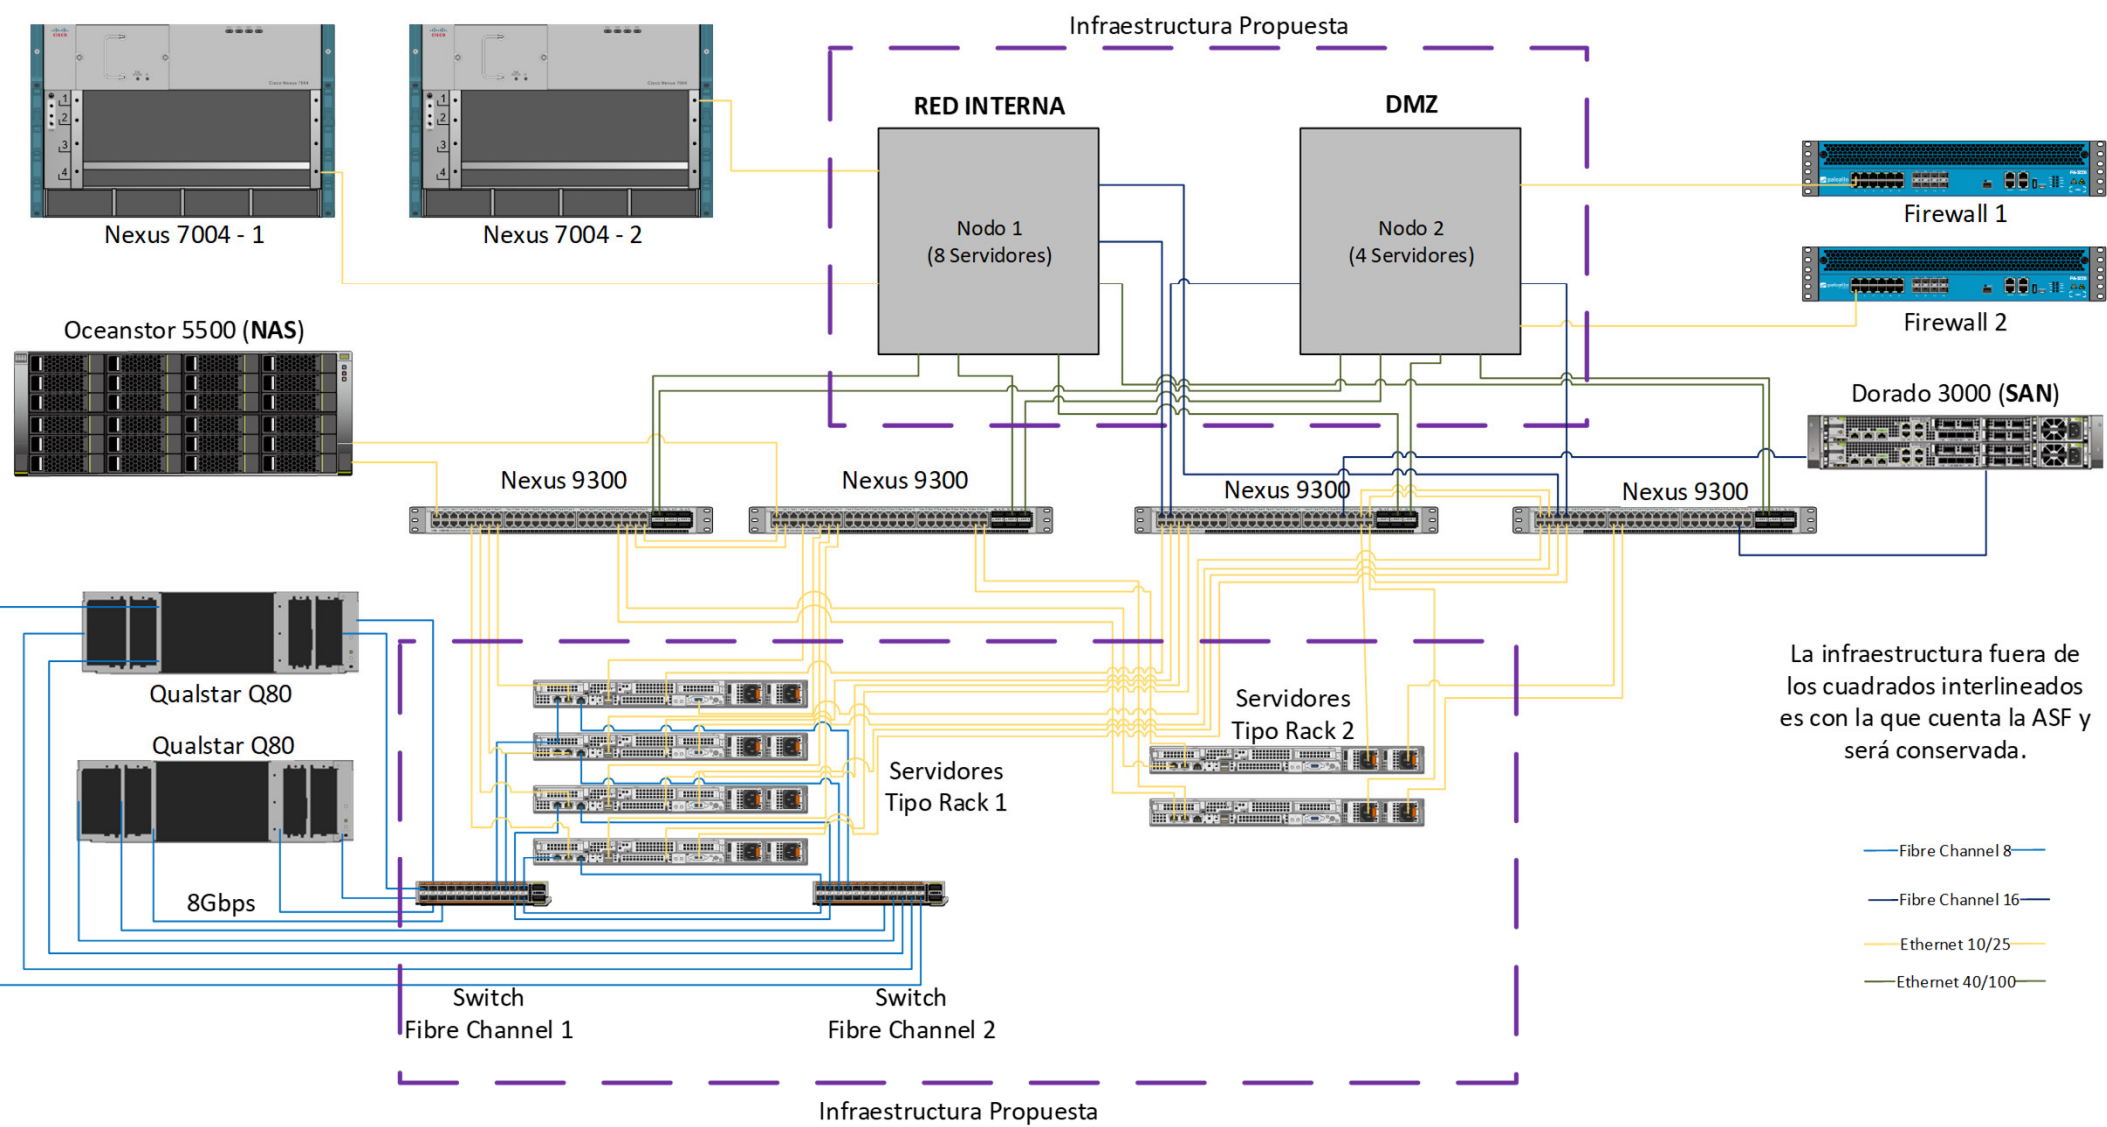 Infraestructura Propuesta
RED INTERNA
DMZ
Nodo 1
(8 Servidores)
Nodo 2
(4 Servidores)
Nexus 7004 - 1
Nexus 7004 - 2
Firewall 1
Firewall 2
Oceanstor 5500 (NAS)
Dorado 3000 (SAN)
Nexus 9300
Nexus 9300
Nexus 9300
Nexus 9300
Qualstar Q80
Qualstar Q80
8Gbps
Servidores
Tipo Rack 1
Servidores
Tipo Rack 2
La infraestructura fuera de
los cuadrados interlineados
es con la que cuenta la ASF y
será conservada.
Fibre Channel 8
Fibre Channel 16
Ethernet 10/25
Ethernet 40/100
Switch
Fibre Channel 1
Switch
Fibre Channel 2
Infraestructura Propuesta